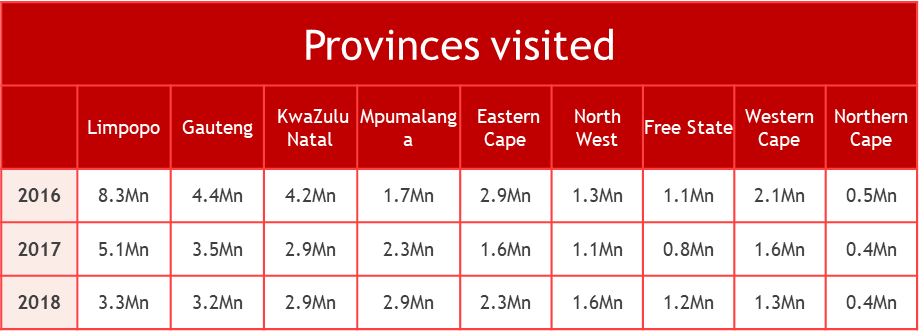 Provinces visited
Limpopo Gauteng KwaZulu Natal Mpumalanga Eastern Cape North West Free State Western Cape Northern Cape
2016 8.3Mn 4.4Mn 4.2Mn 1.7Mn 2.9Mn 1.3Mn 1.1Mn 2.1Mn 0.5Mn
2017 5.1Mn 3.5Mn 2.9Mn 2.3Mn 1.6Mn 1.1Mn 0.8Mn 1.6Mn 0.4Mn
2018 3.3Mn 3.2Mn 2.9Mn 2.9Mn 2.3Mn 1.6Mn 1.2Mn 1.3Mn 0.4Mn